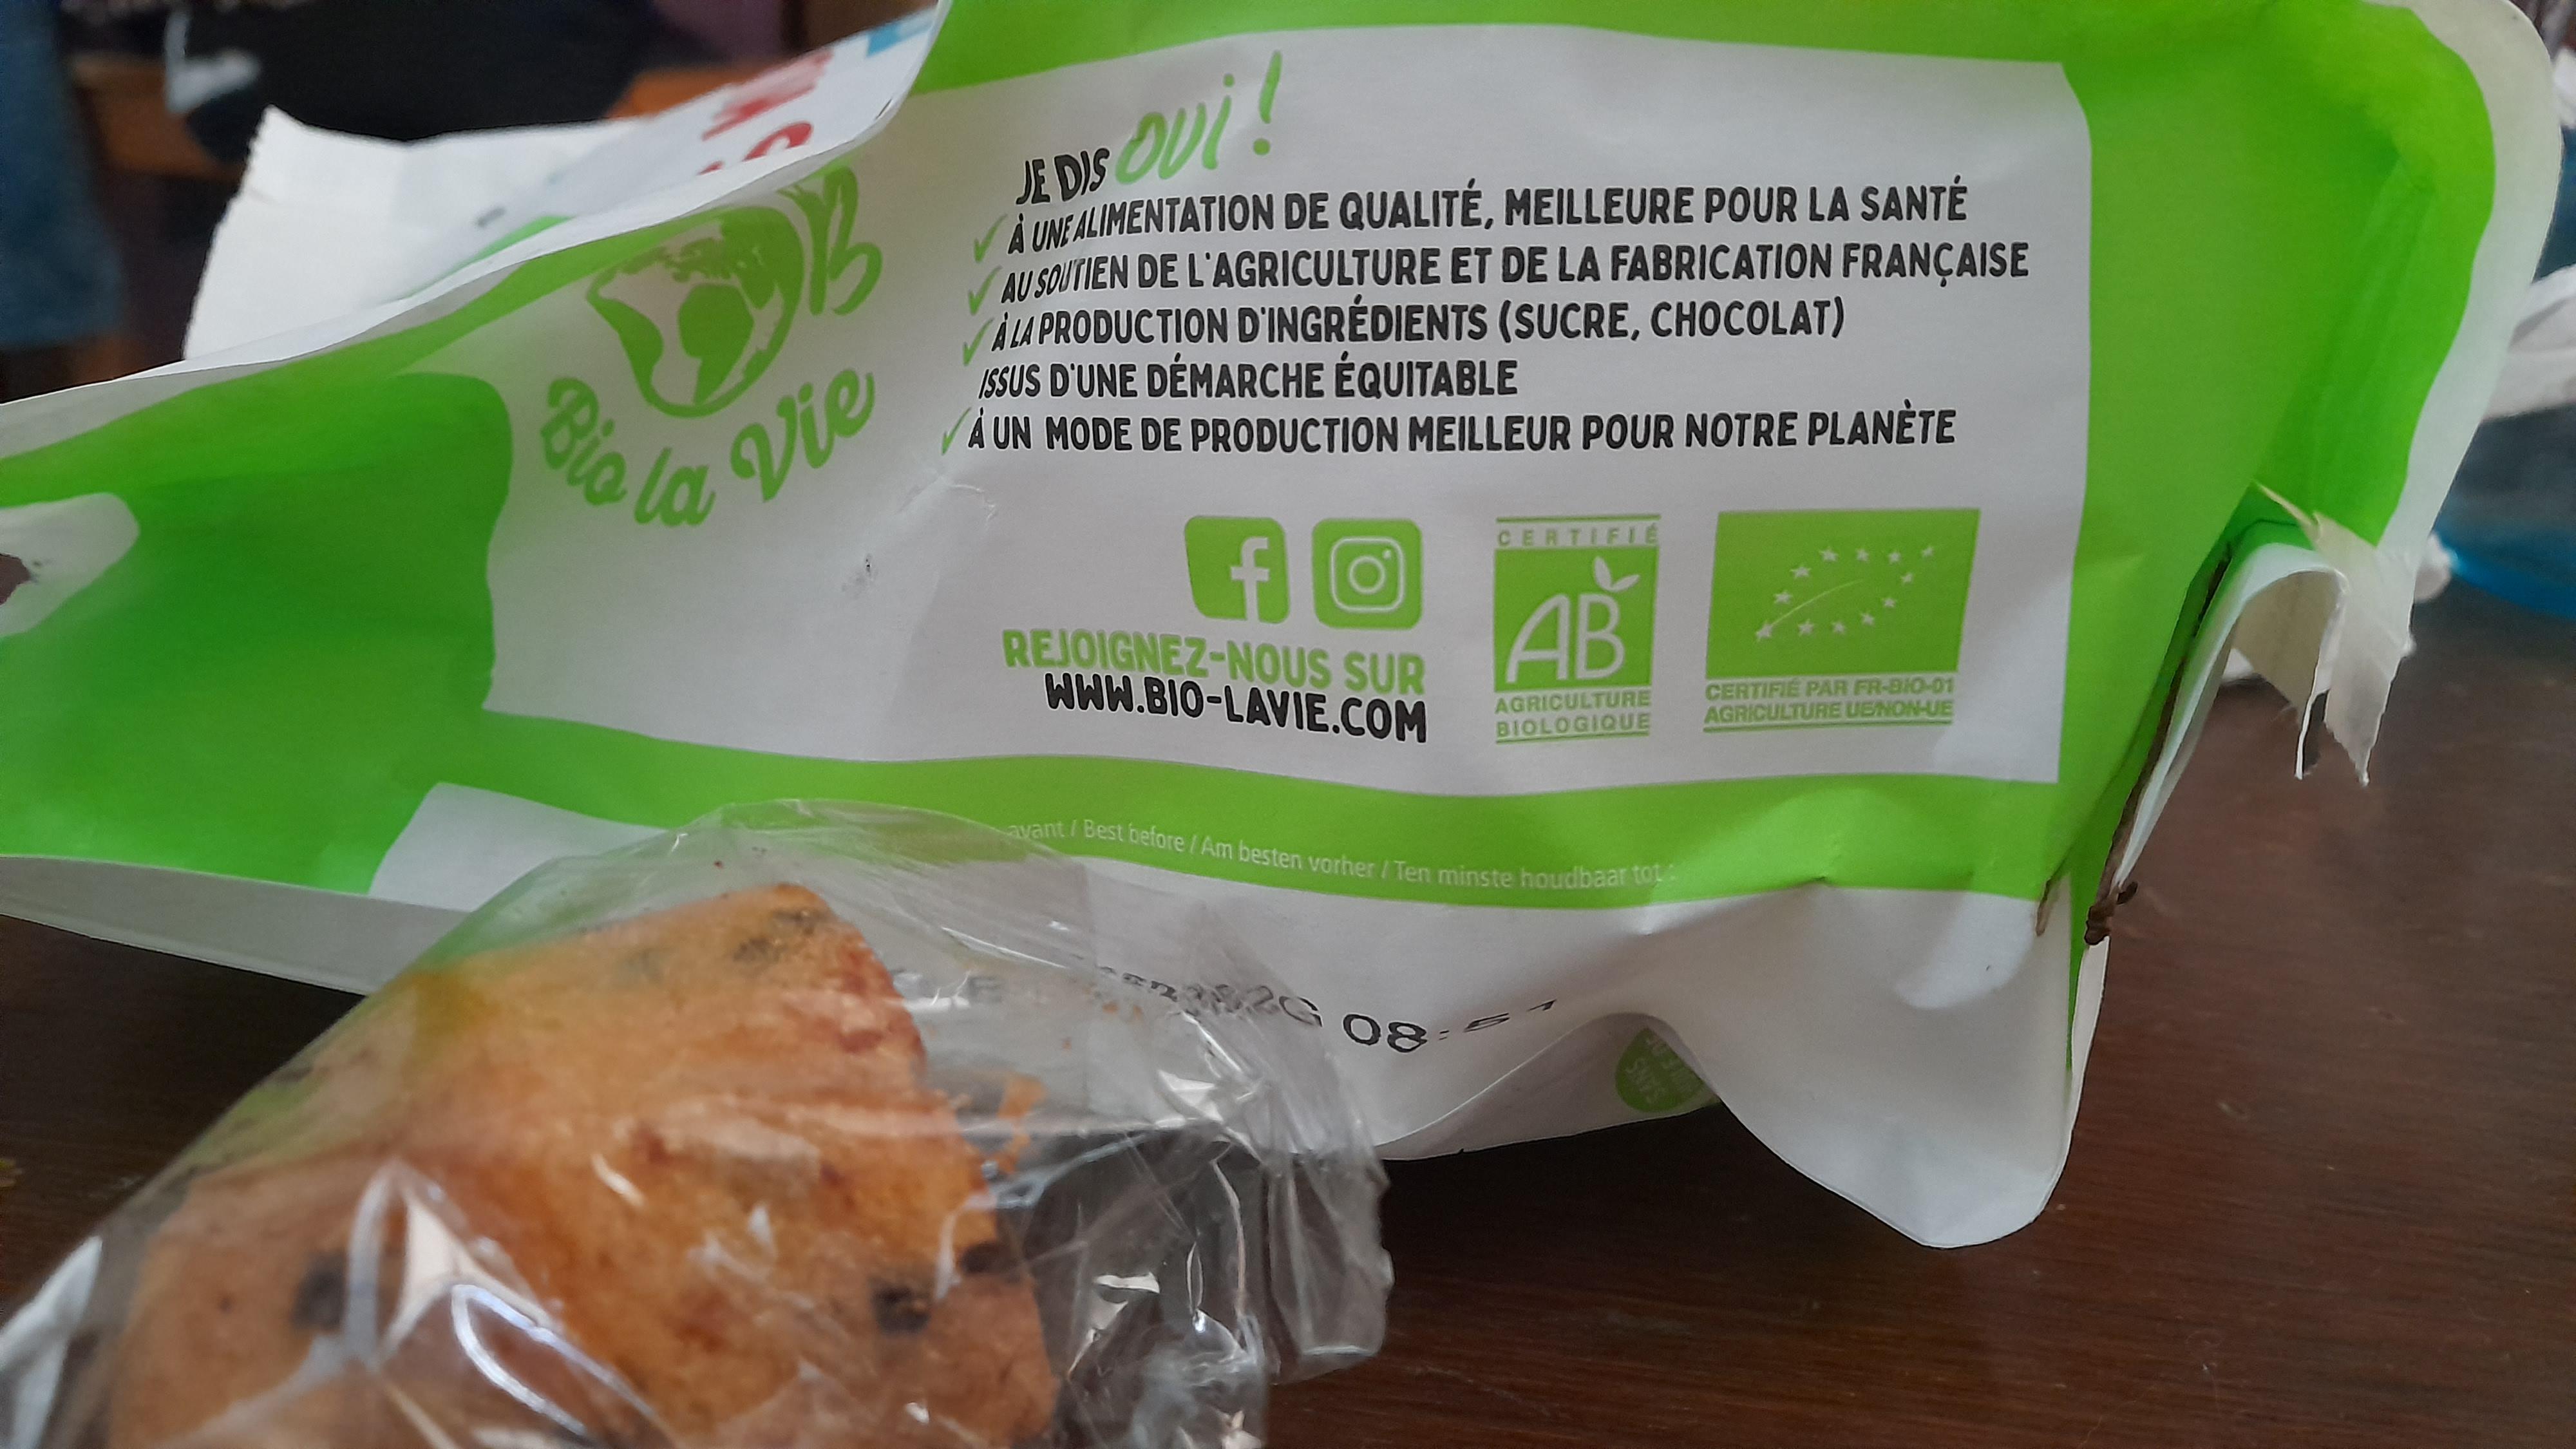 JE DIS OUI !
À UNE ALIMENTATION DE QUALITÉ, MEILLEURE POUR LA SANTÉ
AU SOUTIEN DE L'AGRICULTURE ET DE LA FABRICATION FRANÇAISE
À LA PRODUCTION D'INGRÉDIENTS (SUCRE, CHOCOLAT)
ISSUS D'UNE DÉMARCHE ÉQUITABLE
À UN MODE DE PRODUCTION MEILLEUR POUR NOTRE PLANÈTE
B
Bio la Vie
REJOIGNEZ-NOUS SUR
WWW.BIO-LAVIE.COM
CERTIFIÉ
AB
AGRICULTURE
BIOLOGIQUE
CERTIFIÉ PAR FR-BIO-01
AGRICULTURE UE/NON-UE
avant / Best before / Am besten vorher / Ten minste houdbaar tot :
08:51
SANS